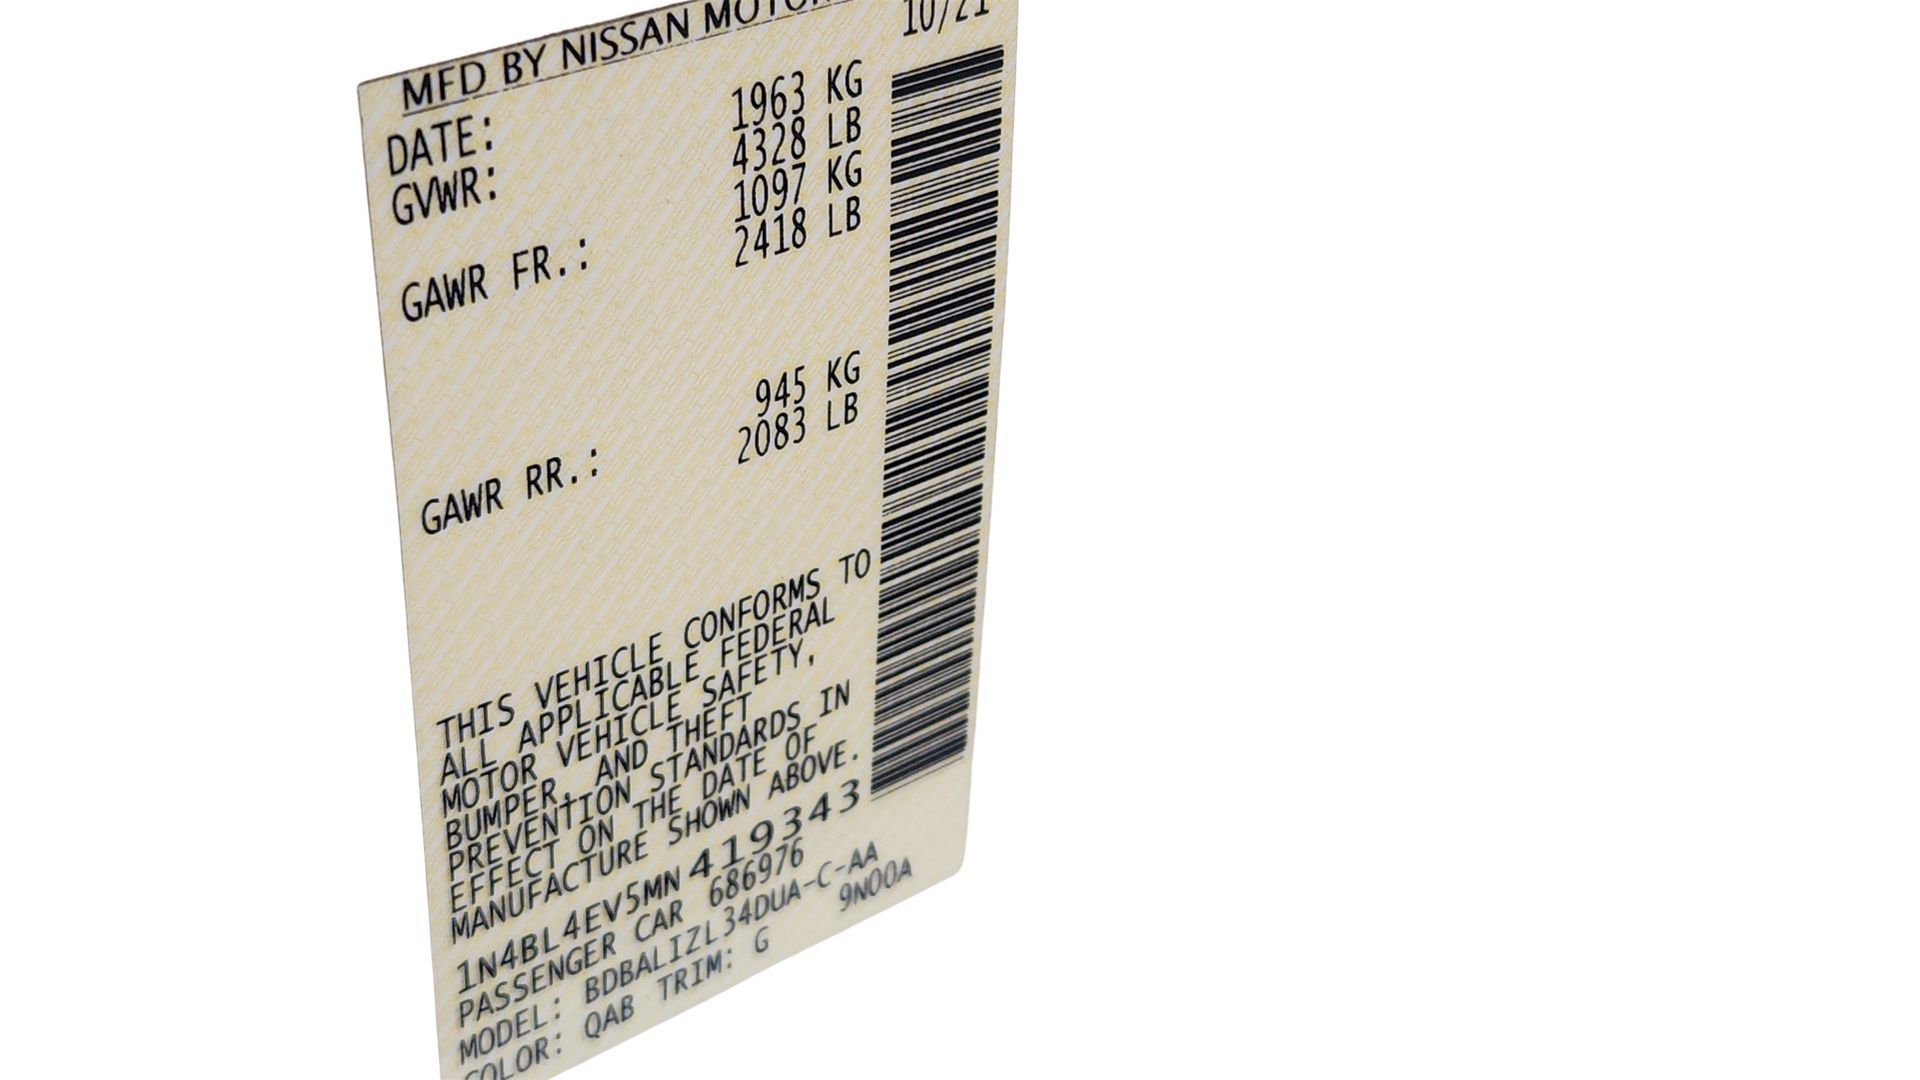 MFD BY NISSAN MOTOR
DATE: 10/21
GVWR: 1963 KG
4328 LB
GAWR FR.: 1097 KG
2418 LB
GAWR RR.: 945 KG
2083 LB
THIS VEHICLE CONFORMS TO
ALL APPLICABLE FEDERAL
MOTOR VEHICLE SAFETY,
BUMPER, AND THEFT
PREVENTION STANDARDS IN
EFFECT ON THE DATE OF
MANUFACTURE SHOWN ABOVE.
1N4BL4EV5MN419343
PASSENGER CAR 686976
MODEL: BDBALIZL34DUA-C-AA
COLOR: QAB TRIM: G 9N00A